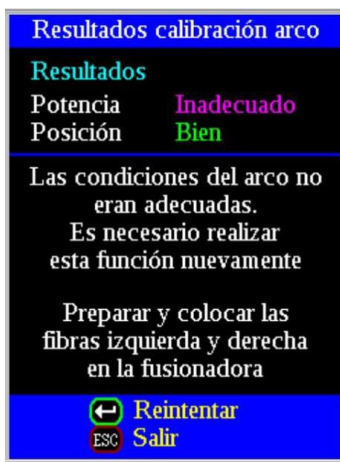 Resultados calibración arco
Resultados
Potencia Inadecuado
Posición Bien
Las condiciones del arco no
eran adecuadas.
Es necesario realizar
esta función nuevamente
Preparar y colocar las
fibras izquierda y derecha
en la fusionadora
Reintentar
ESC Salir